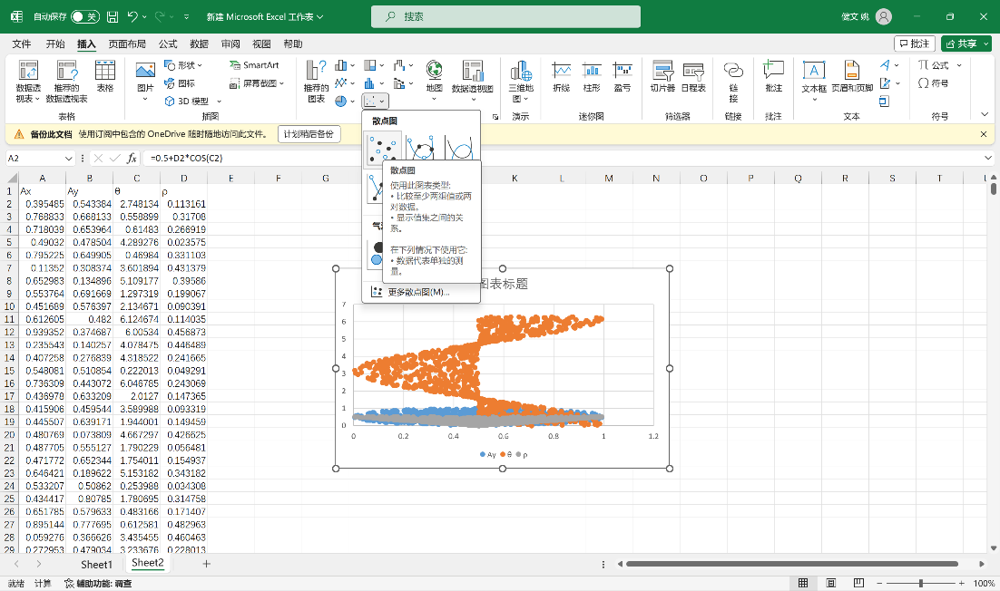 自动保存 关 新建 Microsoft Excel 工作表 搜索 健文 姚
文件 开始 插入 页面布局 公式 数据 审阅 视图 帮助 批注 共享
数据透视表 推荐的数据透视表 表格 图片 形状 图标 3D 模型 SmartArt 屏幕截图 推荐的图表 地图 数据透视图 三维地图 折线 柱形 盈亏 切片器 日程表 链接 批注 文本框 页眉和页脚 公式 符号
表格 插图 演示 迷你图 筛选器 链接 批注 文本 符号
备份此文档 使用订阅中包含的 OneDrive 随时随地访问此文件。 计划稍后备份
A2 fx =0.5+D2*COS(C2)
散点图
散点图
使用此图表类型:
• 比较至少两组值或两
对数据。
• 显示值集之间的关
系。
在下列情况下使用它:
• 数据代表单独的测
量。
更多散点图(M)...
A B C D E F G K L M N O P Q R S T
1 Ax Ay θ ρ
2 0.395485 0.543384 2.748134 0.113161
3 0.768833 0.668133 0.558899 0.31708
4 0.718039 0.653964 0.61483 0.266919
5 0.49032 0.478504 4.289276 0.023575
6 0.795225 0.649905 0.46984 0.331103
7 0.11352 0.308374 3.601894 0.431379
8 0.652983 0.134896 5.109177 0.39586
9 0.553764 0.691669 1.297319 0.199067
10 0.451689 0.576397 2.134671 0.090391
11 0.612605 0.482 6.124674 0.114035
12 0.939352 0.374687 6.00534 0.456873
13 0.235543 0.140257 4.078475 0.446489
14 0.407258 0.276839 4.318522 0.241665
15 0.548081 0.510854 0.222013 0.049291
16 0.736309 0.443072 6.046785 0.243069
17 0.436978 0.633209 2.0127 0.147365
18 0.415906 0.459544 3.589988 0.093319
19 0.445507 0.639171 1.944001 0.149459
20 0.480769 0.073809 4.667297 0.426625
21 0.487705 0.555127 1.790229 0.056481
22 0.471772 0.652344 1.754011 0.154937
23 0.646421 0.189622 5.153182 0.343182
24 0.533207 0.50862 0.253988 0.034308
25 0.434417 0.80785 1.780695 0.314758
26 0.651785 0.579633 0.483166 0.171407
27 0.895144 0.777695 0.612581 0.482963
28 0.059276 0.366626 3.435455 0.460463
29 0.272953 0.479034 3.233676 0.228013
图表标题
7
6
5
4
3
2
1
0
0 0.2 0.4 0.6 0.8 1 1.2
Ay θ ρ
Sheet1 Sheet2
就绪 计算 辅助功能: 调查 100%